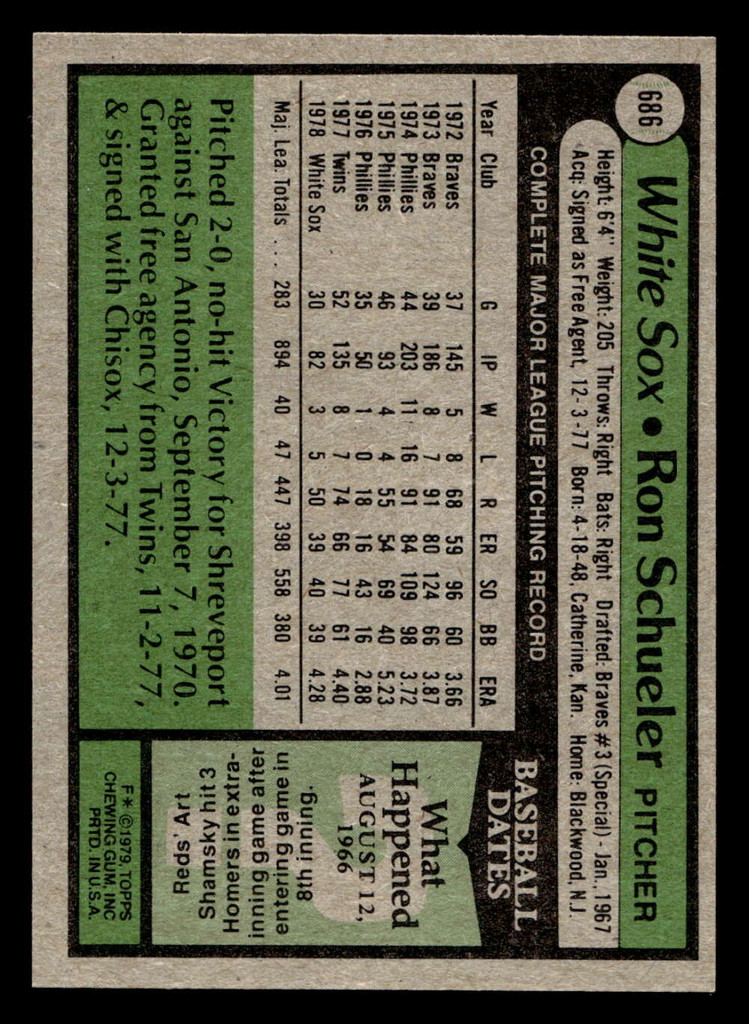 686
White Sox • Ron Schueler PITCHER
Height: 6'4" Weight: 205 Throws: Right Bats: Right Drafted: Braves #3 (Special) - Jan., 1967
Acq: Signed as Free Agent, 12-3-77 Born: 4-18-48, Catherine, Kan. Home: Blackwood, N.J.
COMPLETE MAJOR LEAGUE PITCHING RECORD
Year Club G IP W L R ER SO BB ERA
1972 Braves 37 145 5 8 68 59 96 60 3.66
1973 Braves 39 186 8 7 91 80 124 66 3.87
1974 Phillies 44 203 11 16 91 84 109 98 3.72
1975 Phillies 46 93 4 4 55 54 69 40 5.23
1976 Phillies 35 50 1 0 18 16 43 16 2.88
1977 Twins 52 135 8 7 74 66 77 61 4.40
1978 White Sox 30 82 3 5 50 39 40 39 4.28
Maj. Lea. Totals . . . 283 894 40 47 447 398 558 380 4.01
Pitched 2-0, no-hit Victory for Shreveport
against San Antonio, September 7, 1970.
Granted free agency from Twins, 11-2-77,
& signed with Chisox, 12-3-77.
BASEBALL
DATES
What
Happened
AUGUST 12,
1966
Reds, Art
Shamsky hit 3
Homers in extra-
inning game after
entering game in
8th inning.
F* ©1979, TOPPS
CHEWING GUM, INC
PRTD. IN U.S.A.